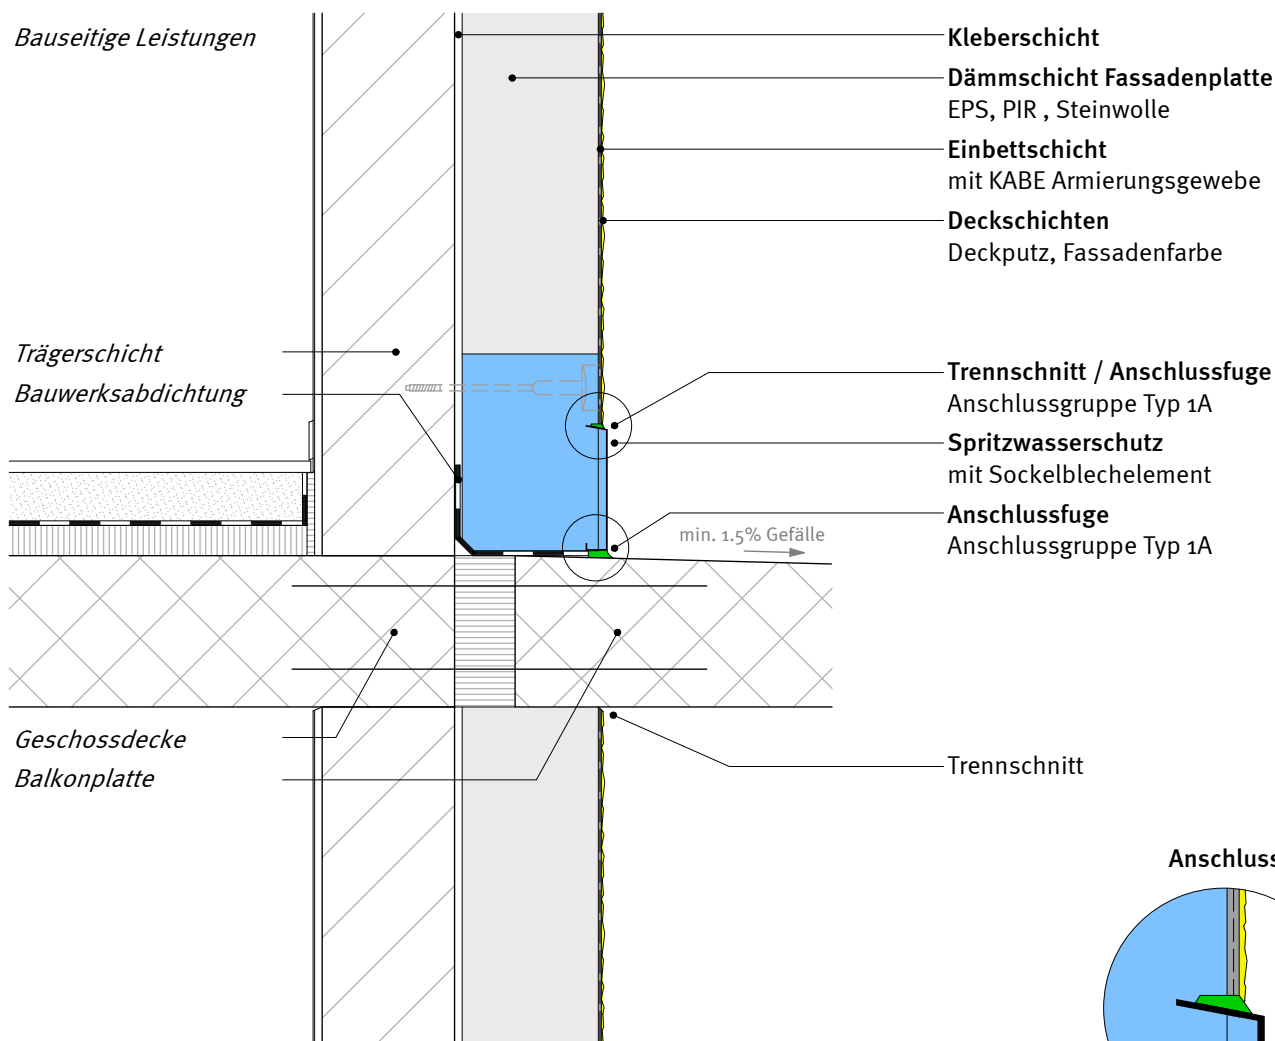 Bauseitige Leistungen
Kleberschicht
Dämmschicht Fassadenplatte
EPS, PIR , Steinwolle
Einbettschicht
mit KABE Armierungsgewebe
Deckschichten
Deckputz, Fassadenfarbe
Trägerschicht
Bauwerksabdichtung
Trennschnitt / Anschlussfuge
Anschlussgruppe Typ 1A
Spritzwasserschutz
mit Sockelblechelement
Anschlussfuge
Anschlussgruppe Typ 1A
min. 1.5% Gefälle
Geschossdecke
Balkonplatte
Trennschnitt
Anschluss